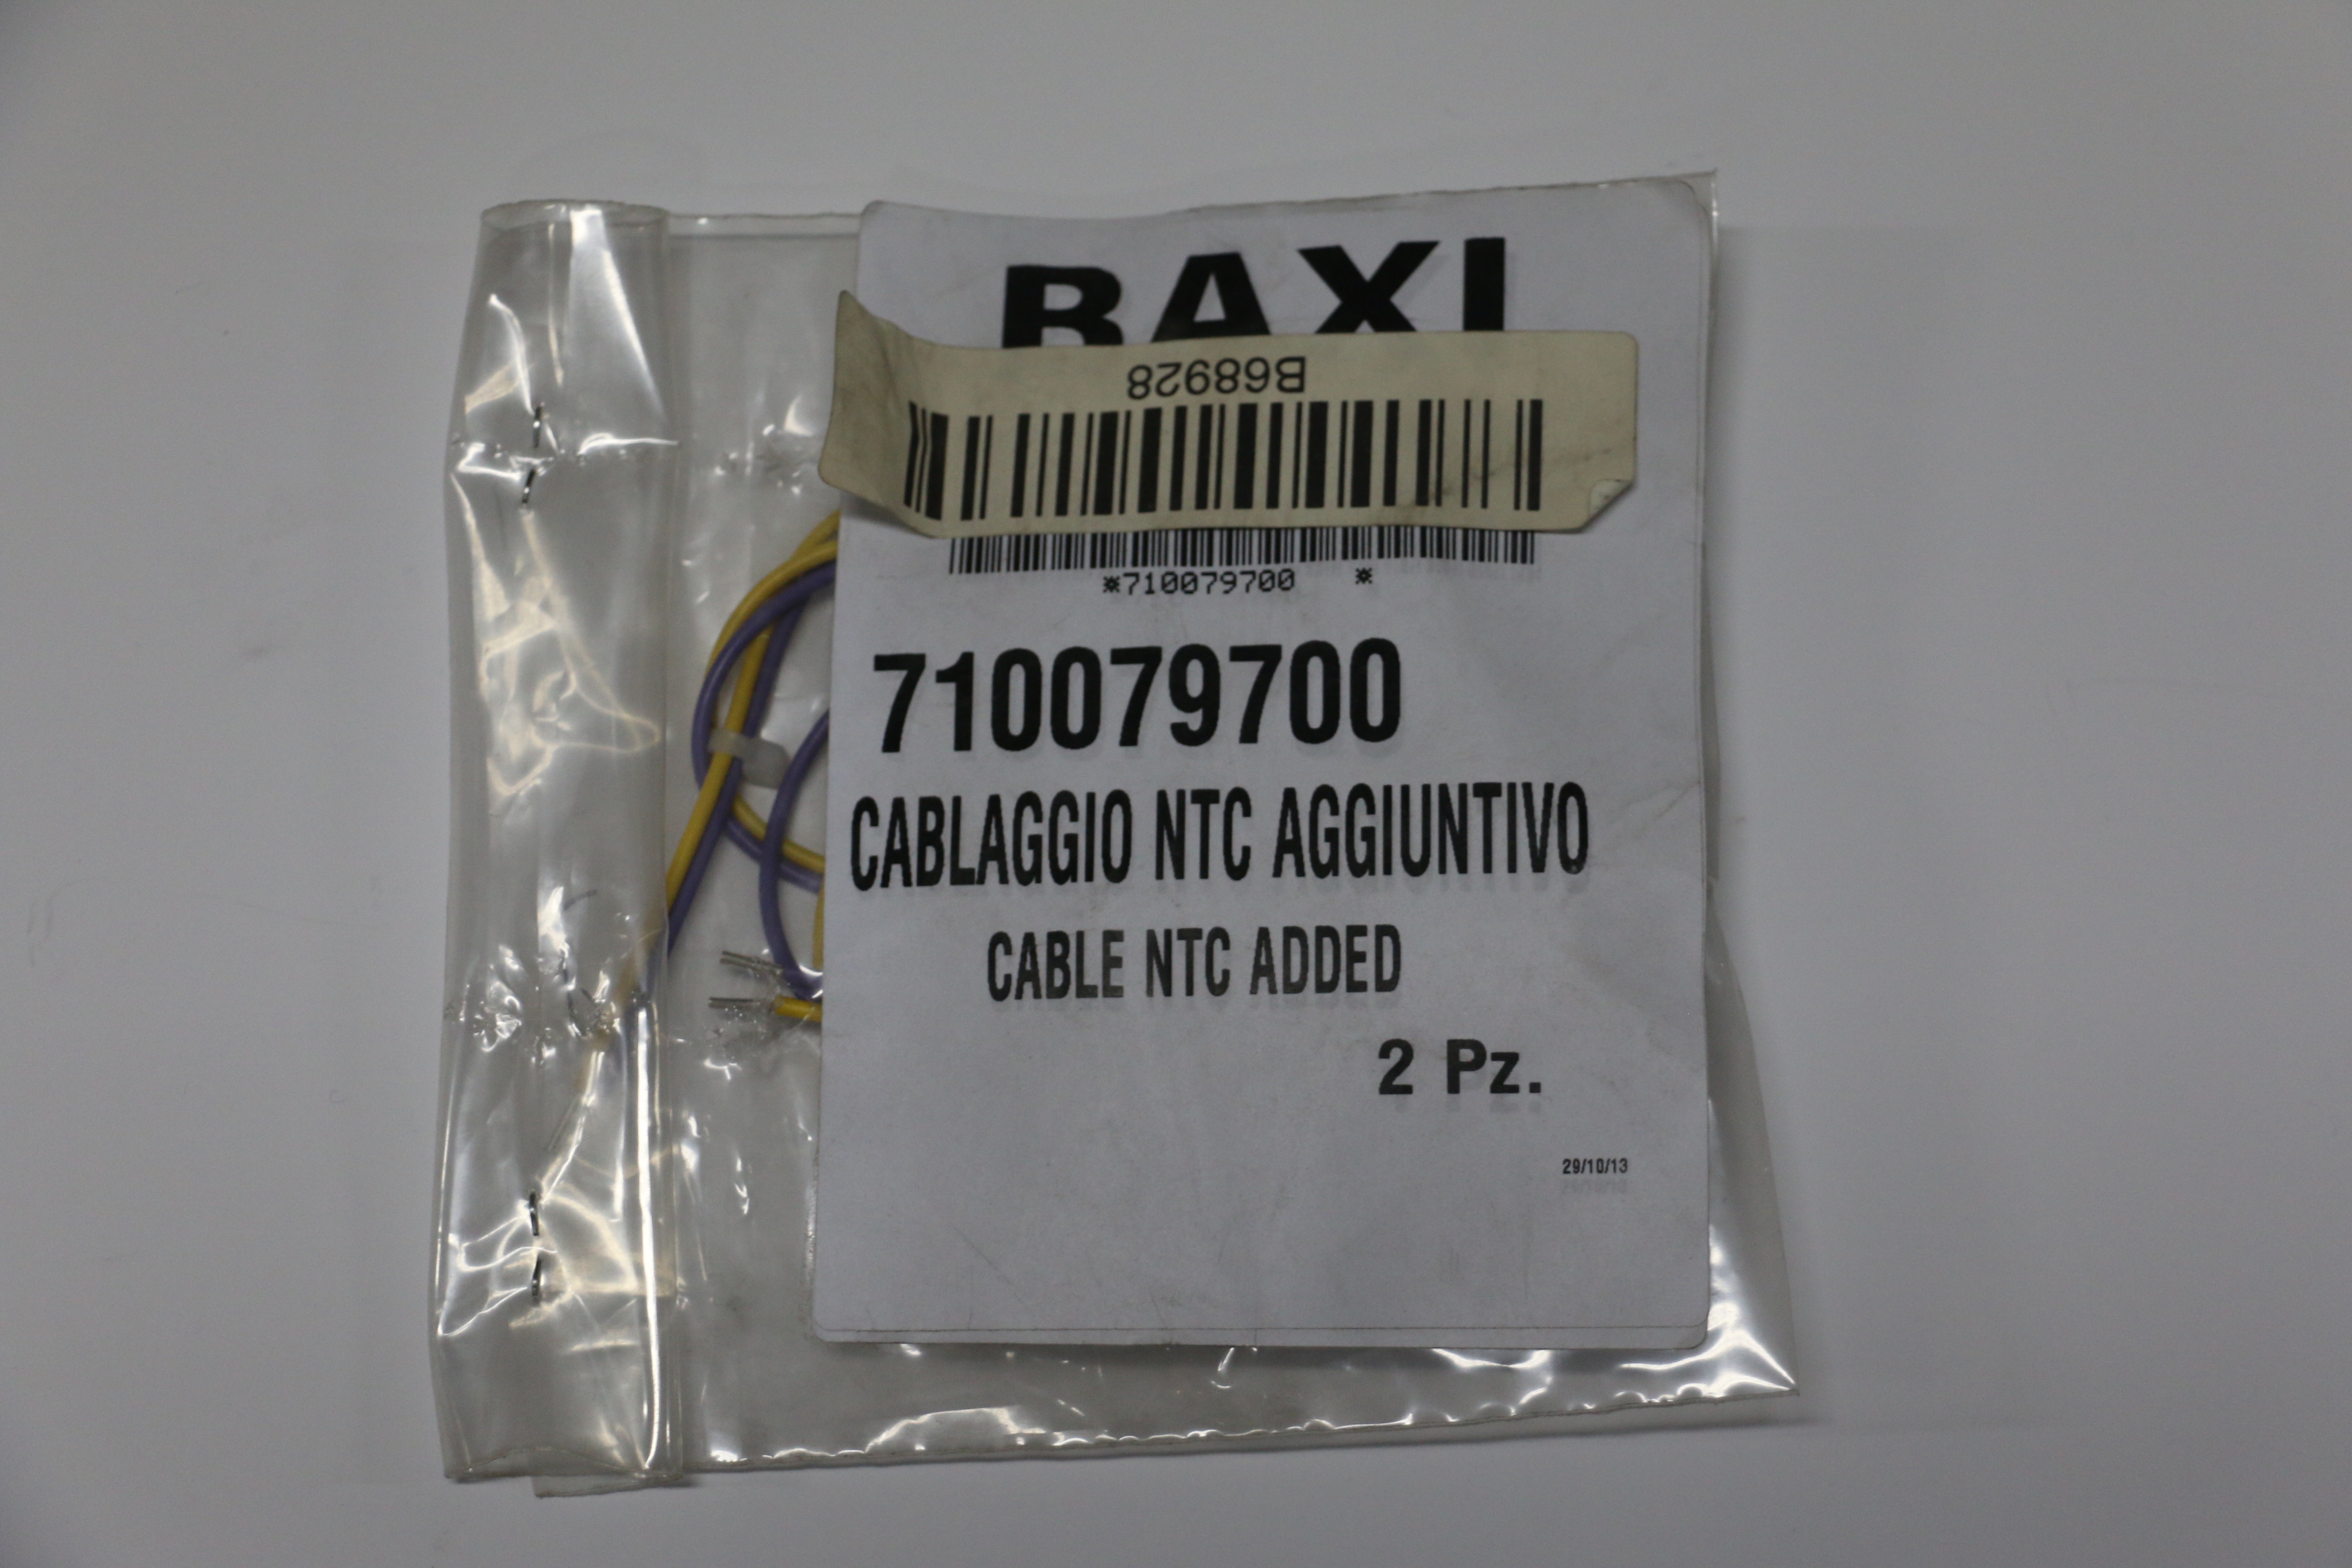 BAXI
B68928
*710079700 *
710079700
CABLAGGIO NTC AGGIUNTIVO
CABLE NTC ADDED
2 Pz.
29/10/13